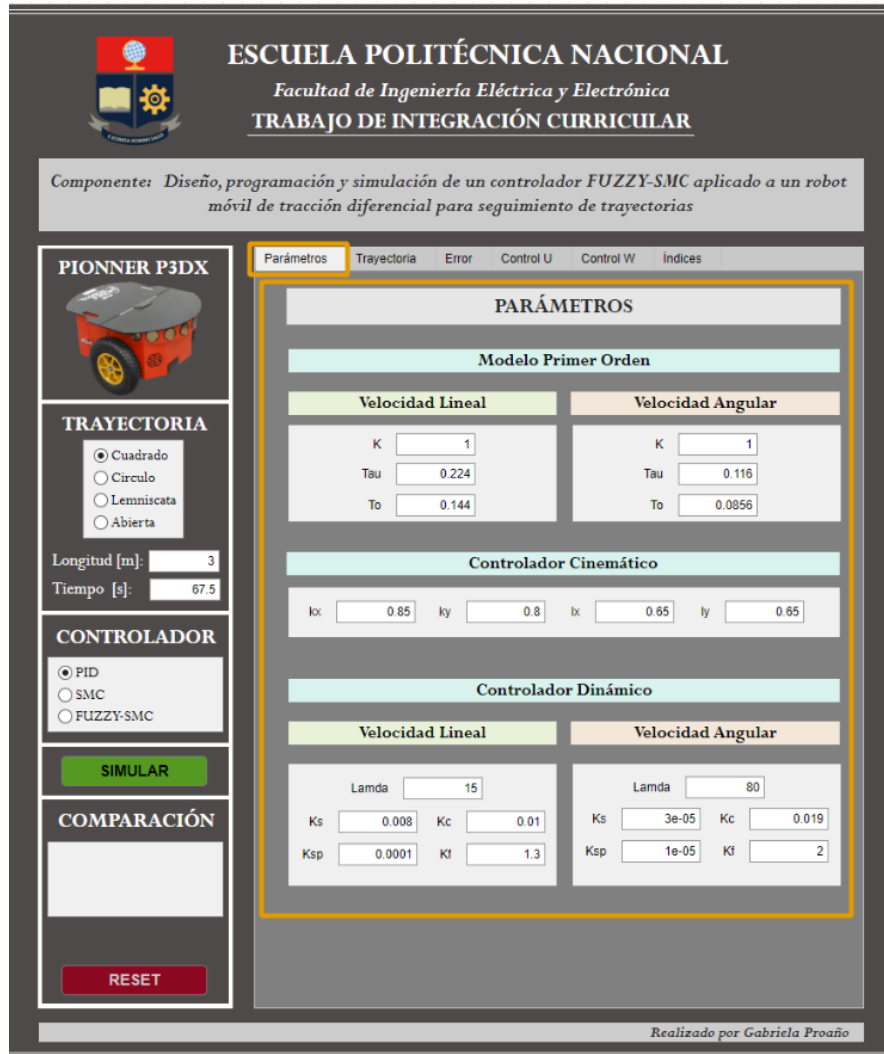 ESCUELA POLITÉCNICA NACIONAL
Facultad de Ingeniería Eléctrica y Electrónica
TRABAJO DE INTEGRACIÓN CURRICULAR
Componente: Diseño, programación y simulación de un controlador FUZZY-SMC aplicado a un robot
móvil de tracción diferencial para seguimiento de trayectorias
PIONNER P3DX
TRAYECTORIA
Cuadrado
Circulo
Lemniscata
Abierta
Longitud [m]: 3
Tiempo [s]: 67.5
CONTROLADOR
PID
SMC
FUZZY-SMC
SIMULAR
COMPARACIÓN
RESET
Parámetros Trayectoria Error Control U Control W Índices
PARÁMETROS
Modelo Primer Orden
Velocidad Lineal Velocidad Angular
K 1 K 1
Tau 0.224 Tau 0.116
To 0.144 To 0.0856
Controlador Cinemático
kx 0.85 ky 0.8 lx 0.65 ly 0.65
Controlador Dinámico
Velocidad Lineal Velocidad Angular
Lamda 15 Lamda 80
Ks 0.008 Kc 0.01 Ks 3e-05 Kc 0.019
Ksp 0.0001 Kf 1.3 Ksp 1e-05 Kf 2
Realizado por Gabriela Proaño